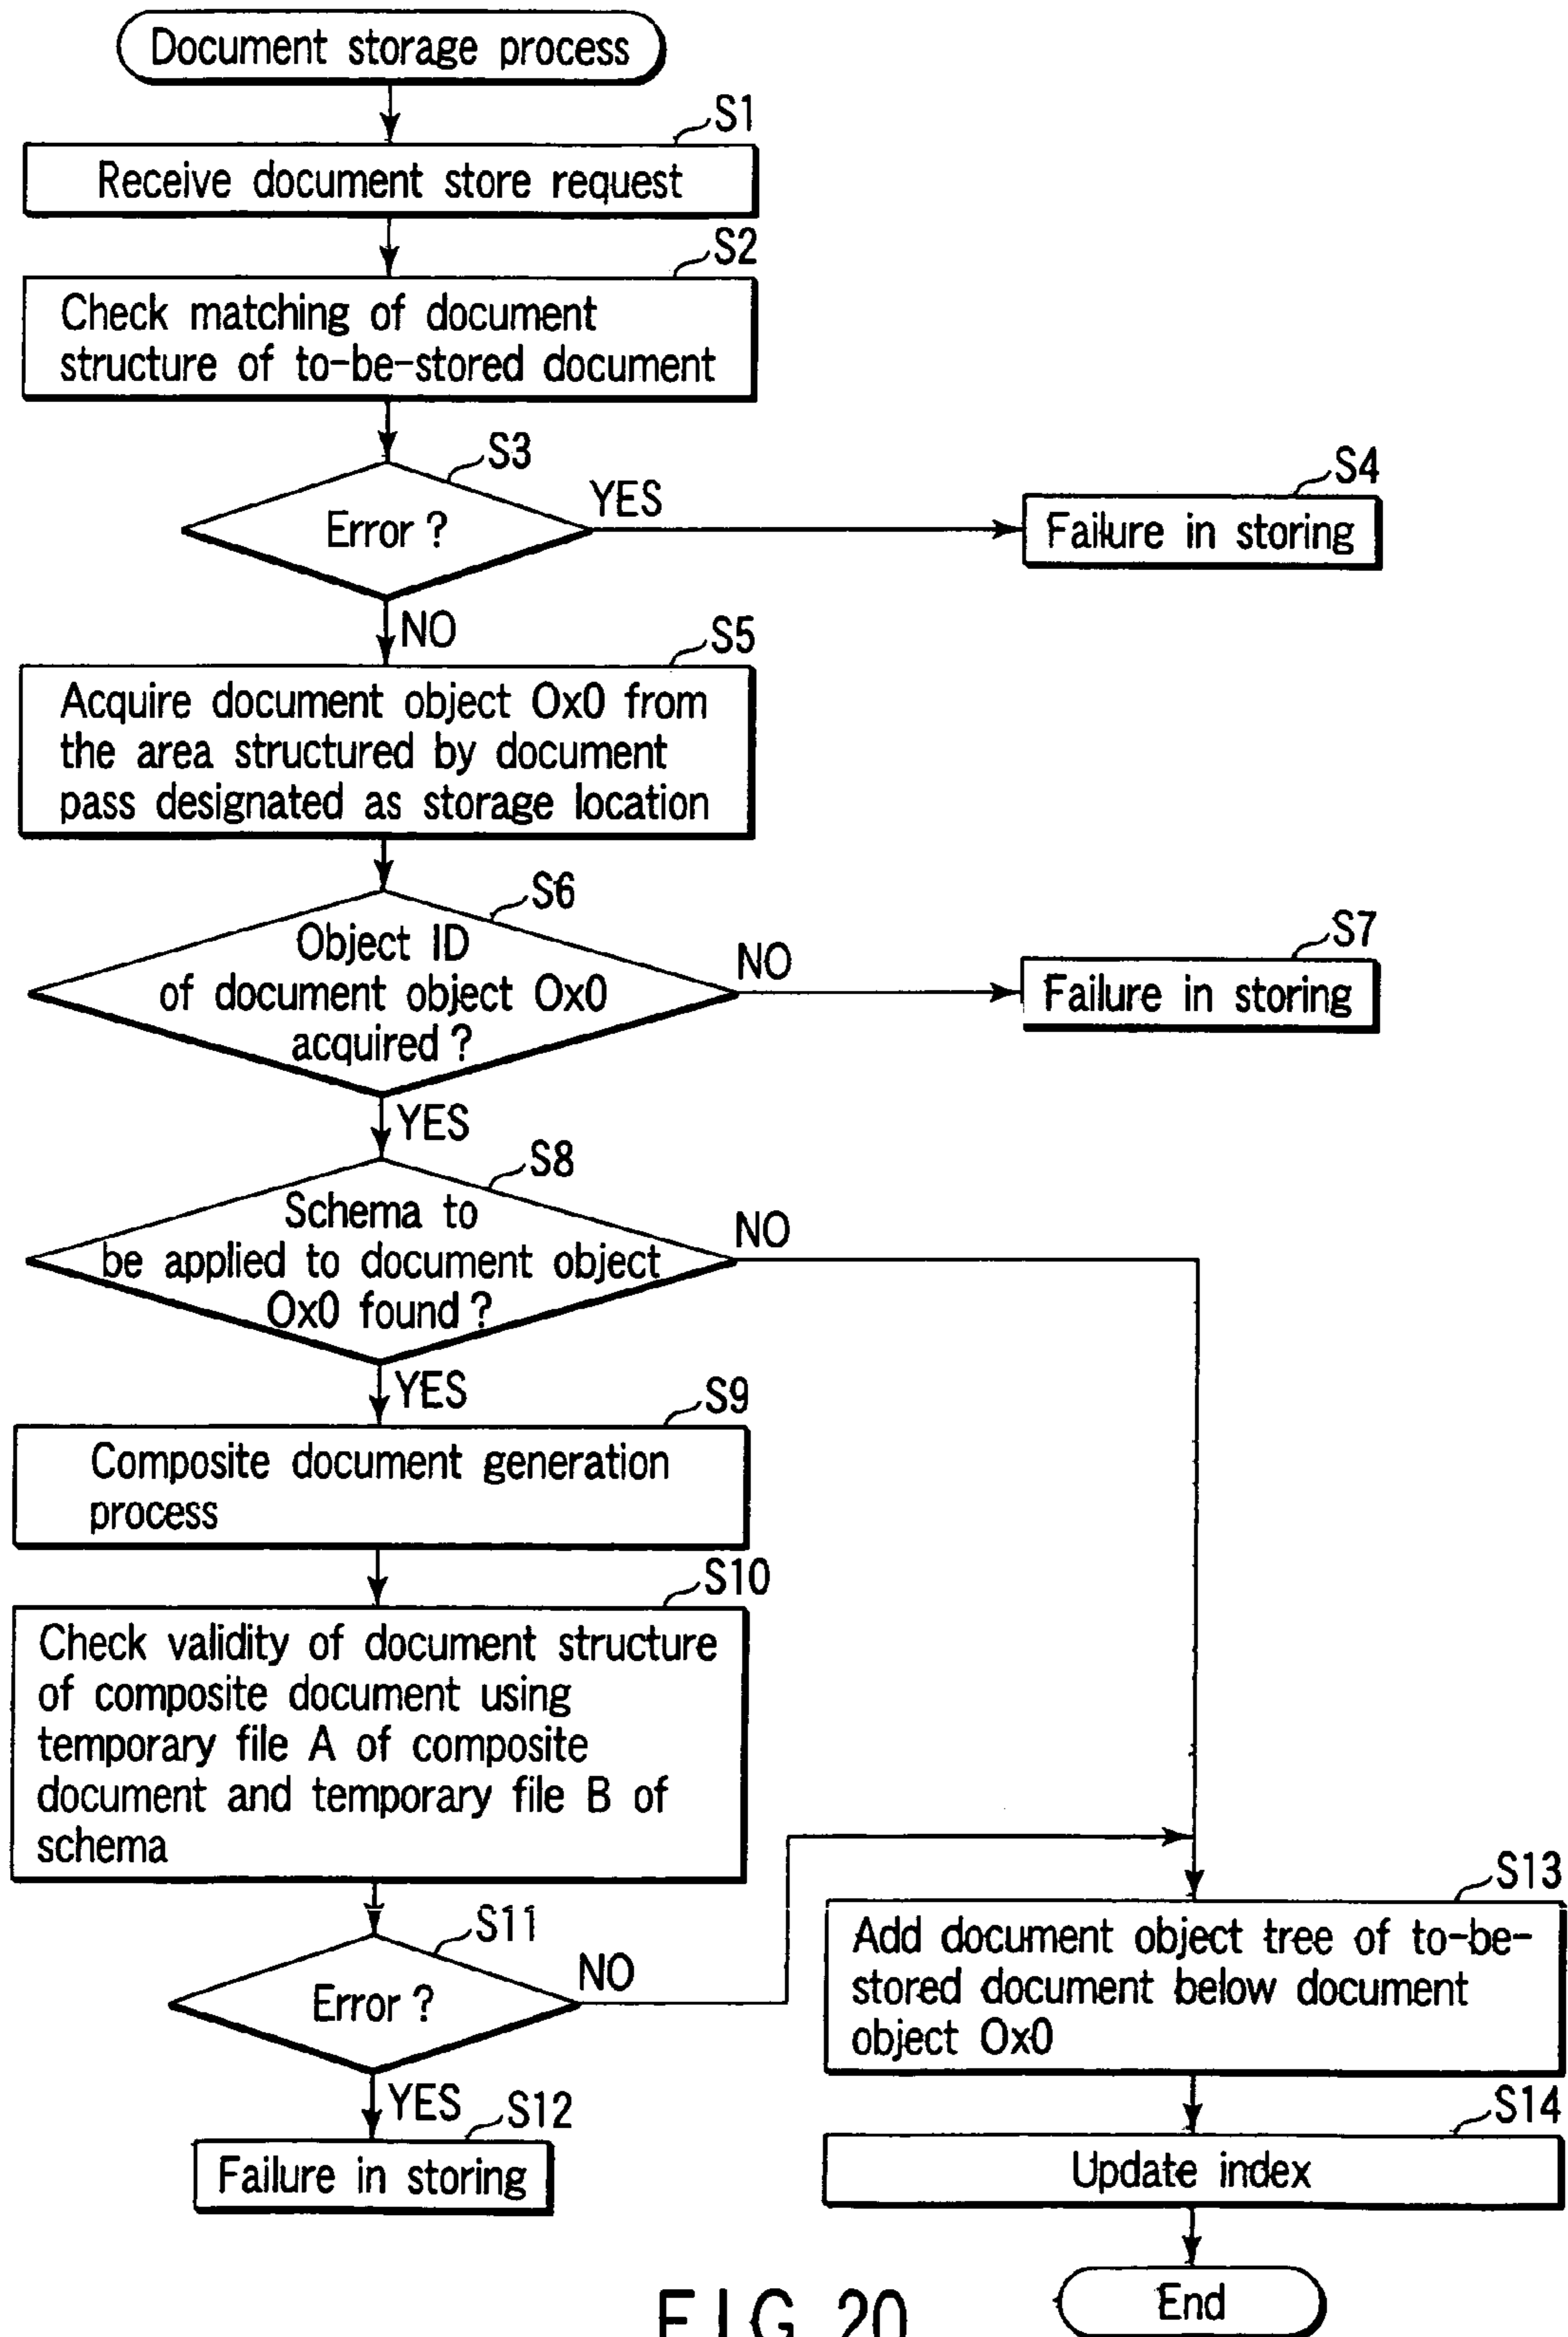 Document storage process
S1
Receive document store request
S2
Check matching of document
structure of to-be-stored document
S3
Error ?
YES
S4
Failure in storing
NO
S5
Acquire document object Ox0 from
the area structured by document
pass designated as storage location
S6
Object ID
of document object Ox0
acquired ?
NO
S7
Failure in storing
YES
S8
Schema to
be applied to document object
Ox0 found ?
NO
YES
S9
Composite document generation
process
S10
Check validity of document structure
of composite document using
temporary file A of composite
document and temporary file B of
schema
S11
Error ?
NO
YES
S12
Failure in storing
S13
Add document object tree of to-be-
stored document below document
object Ox0
S14
Update index
End
FIG. 20